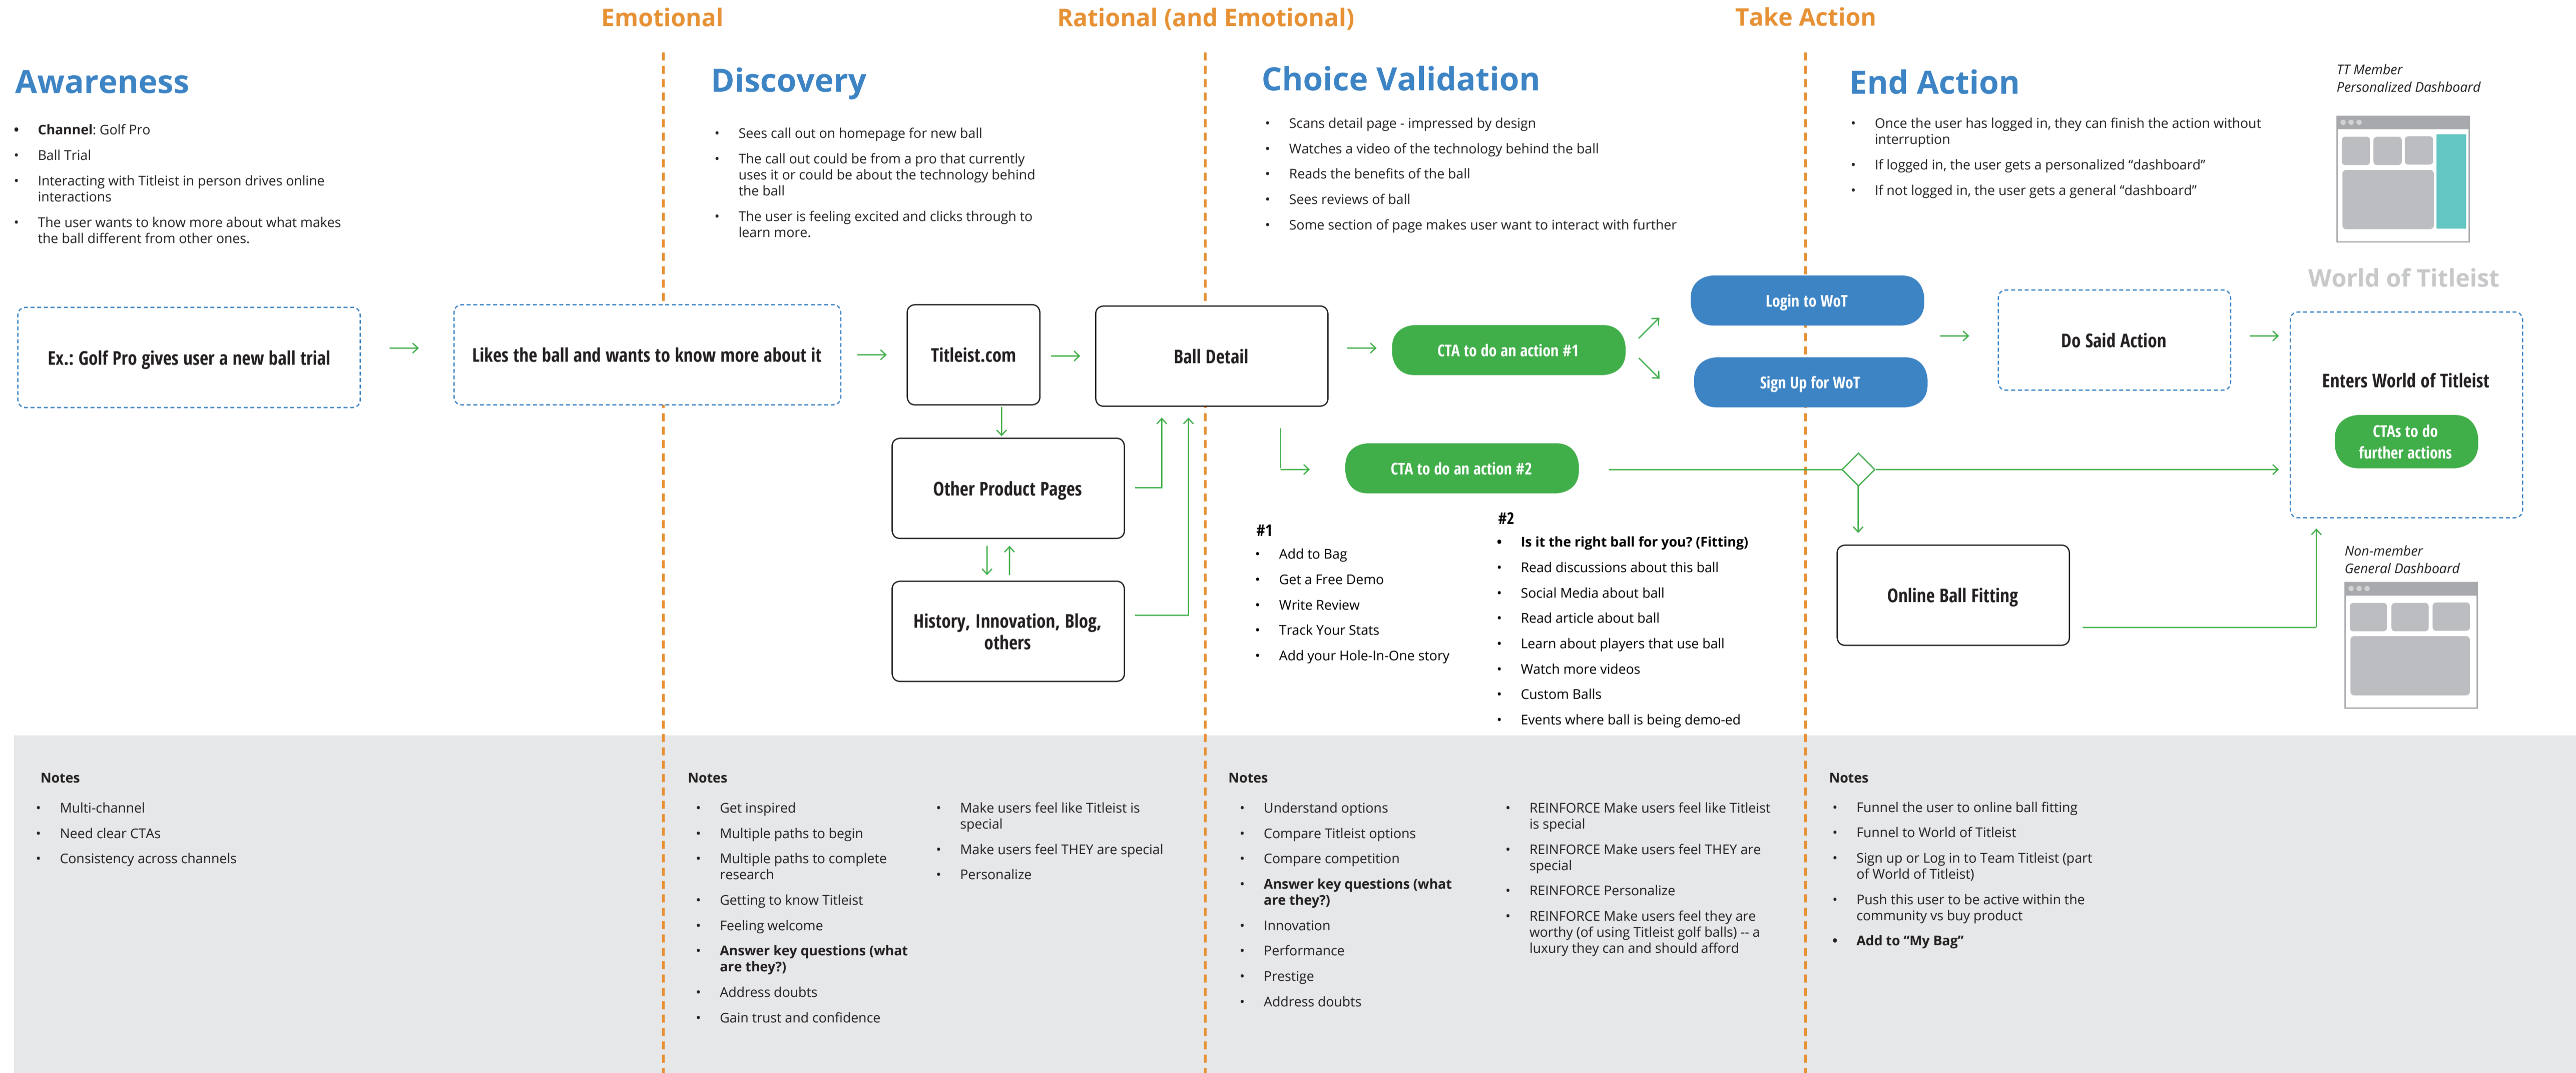 Emotional
Rational (and Emotional)
Take Action
Awareness
• Channel: Golf Pro
• Ball Trial
• Interacting with Titleist in person drives online
interactions
• The user wants to know more about what makes
the ball different from other ones.
Discovery
• Sees call out on homepage for new ball
• The call out could be from a pro that currently
uses it or could be about the technology behind
the ball
• The user is feeling excited and clicks through to
learn more.
Choice Validation
• Scans detail page - impressed by design
• Watches a video of the technology behind the ball
• Reads the benefits of the ball
• Sees reviews of ball
• Some section of page makes user want to interact with further
End Action
• Once the user has logged in, they can finish the action without
interruption
• If logged in, the user gets a personalized “dashboard”
• If not logged in, the user gets a general “dashboard”
TT Member
Personalized Dashboard
World of Titleist
Ex.: Golf Pro gives user a new ball trial
Likes the ball and wants to know more about it
Titleist.com
Ball Detail
CTA to do an action #1
Login to WoT
Sign Up for WoT
Do Said Action
Enters World of Titleist
CTAs to do
further actions
Other Product Pages
CTA to do an action #2
History, Innovation, Blog,
others
#1
• Add to Bag
• Get a Free Demo
• Write Review
• Track Your Stats
• Add your Hole-In-One story
#2
• Is it the right ball for you? (Fitting)
• Read discussions about this ball
• Social Media about ball
• Read article about ball
• Learn about players that use ball
• Watch more videos
• Custom Balls
• Events where ball is being demo-ed
Online Ball Fitting
Non-member
General Dashboard
Notes
• Multi-channel
• Need clear CTAs
• Consistency across channels
Notes
• Get inspired
• Multiple paths to begin
• Multiple paths to complete
research
• Getting to know Titleist
• Feeling welcome
• Answer key questions (what
are they?)
• Address doubts
• Gain trust and confidence
• Make users feel like Titleist is
special
• Make users feel THEY are special
• Personalize
Notes
• Understand options
• Compare Titleist options
• Compare competition
• Answer key questions (what
are they?)
• Innovation
• Performance
• Prestige
• Address doubts
• REINFORCE Make users feel like Titleist
is special
• REINFORCE Make users feel THEY are
special
• REINFORCE Personalize
• REINFORCE Make users feel they are
worthy (of using Titleist golf balls) -- a
luxury they can and should afford
Notes
• Funnel the user to online ball fitting
• Funnel to World of Titleist
• Sign up or Log in to Team Titleist (part
of World of Titleist)
• Push this user to be active within the
community vs buy product
• Add to “My Bag”